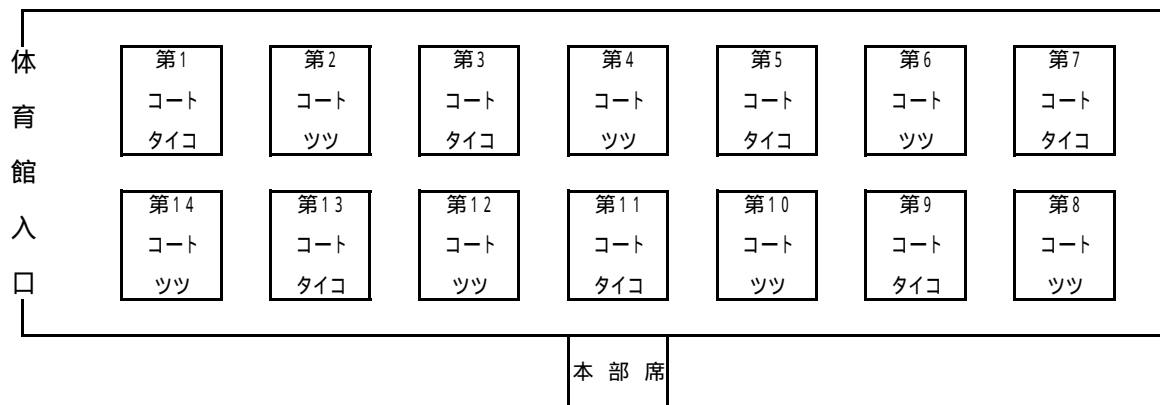 体育館入口
第1 第2 第3 第4 第5 第6 第7
コート コート コート コート コート コート コート
タイコ ツツ タイコ ツツ タイコ ツツ タイコ
第14 第13 第12 第11 第10 第9 第8
コート コート コート コート コート コート コート
ツツ タイコ ツツ タイコ ツツ タイコ ツツ
本部席